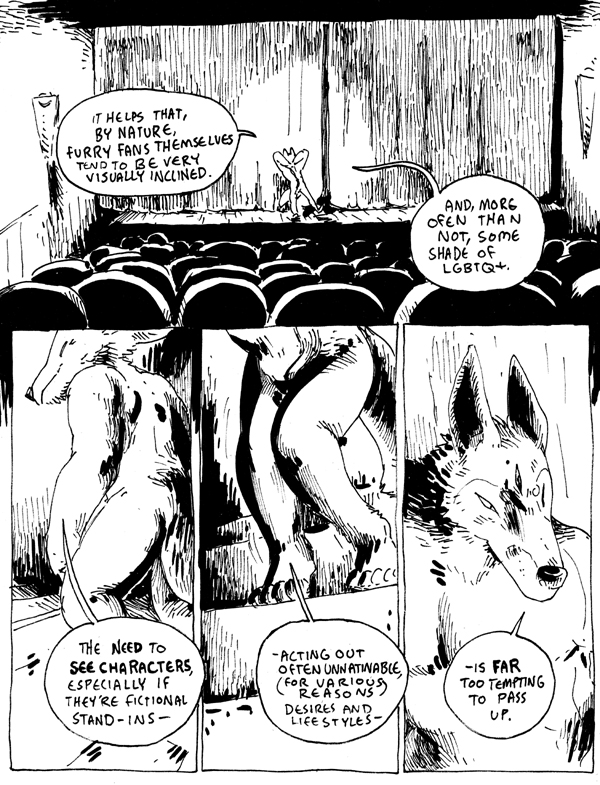 IT HELPS THAT,
BY NATURE,
FURRY FANS THEMSELVES
TEND TO BE VERY
VISUALLY INCLINED.
AND, MORE
OFEN THAN
NOT, SOME
SHADE OF
LGBTQ+.
THE NEED TO
SEE CHARACTERS,
ESPECIALLY IF
THEY'RE FICTIONAL
STAND-INS—
-ACTING OUT
OFTEN UNNATINABLE,
(FOR VARIOUS
REASONS)
DESIRES AND
LIFESTYLES-
-IS FAR
TOO TEMPTING
TO PASS
UP.